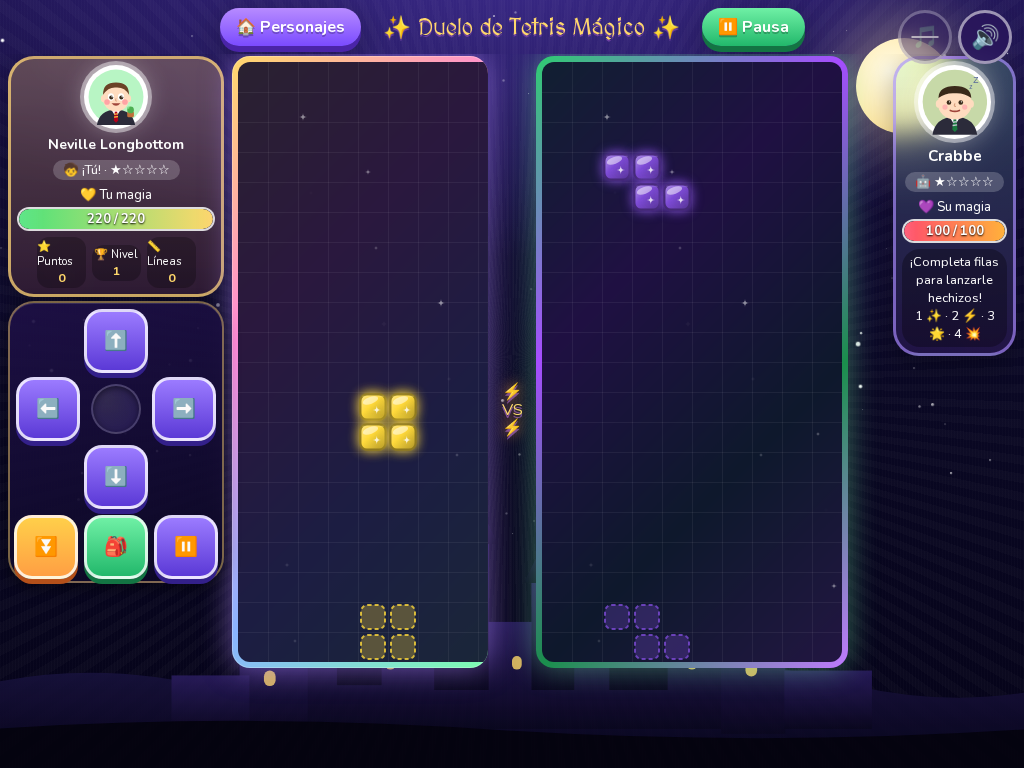 🏠 Personajes
✨ Duelo de Tetris Mágico ✨
⏸️ Pausa
Neville Longbottom
🧒 ¡Tú! · ★☆☆☆☆
💛 Tu magia
220 / 220
⭐ Puntos
0
🏆 Nivel
1
📏 Líneas
0
⚡
VS
⚡
z
z
Crabbe
🤖 ★☆☆☆☆
💜 Su magia
100 / 100
¡Completa filas
para lanzarle
hechizos!
1 ✨ · 2 ⚡ · 3
🌟 · 4 💥